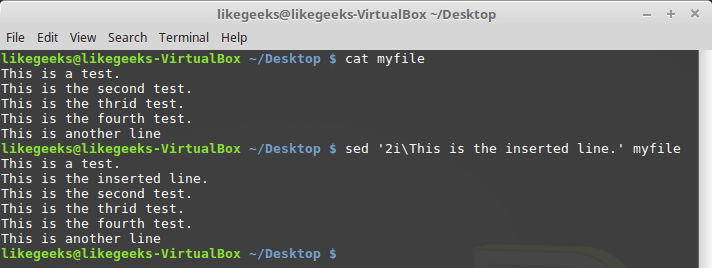 likegeeks@likegeeks-VirtualBox ~/Desktop
File Edit View Search Terminal Help
likegeeks@likegeeks-VirtualBox ~/Desktop $ cat myfile
This is a test.
This is the second test.
This is the thrid test.
This is the fourth test.
This is another line
likegeeks@likegeeks-VirtualBox ~/Desktop $ sed '2i\This is the inserted line.' myfile
This is a test.
This is the inserted line.
This is the second test.
This is the thrid test.
This is the fourth test.
This is another line
likegeeks@likegeeks-VirtualBox ~/Desktop $